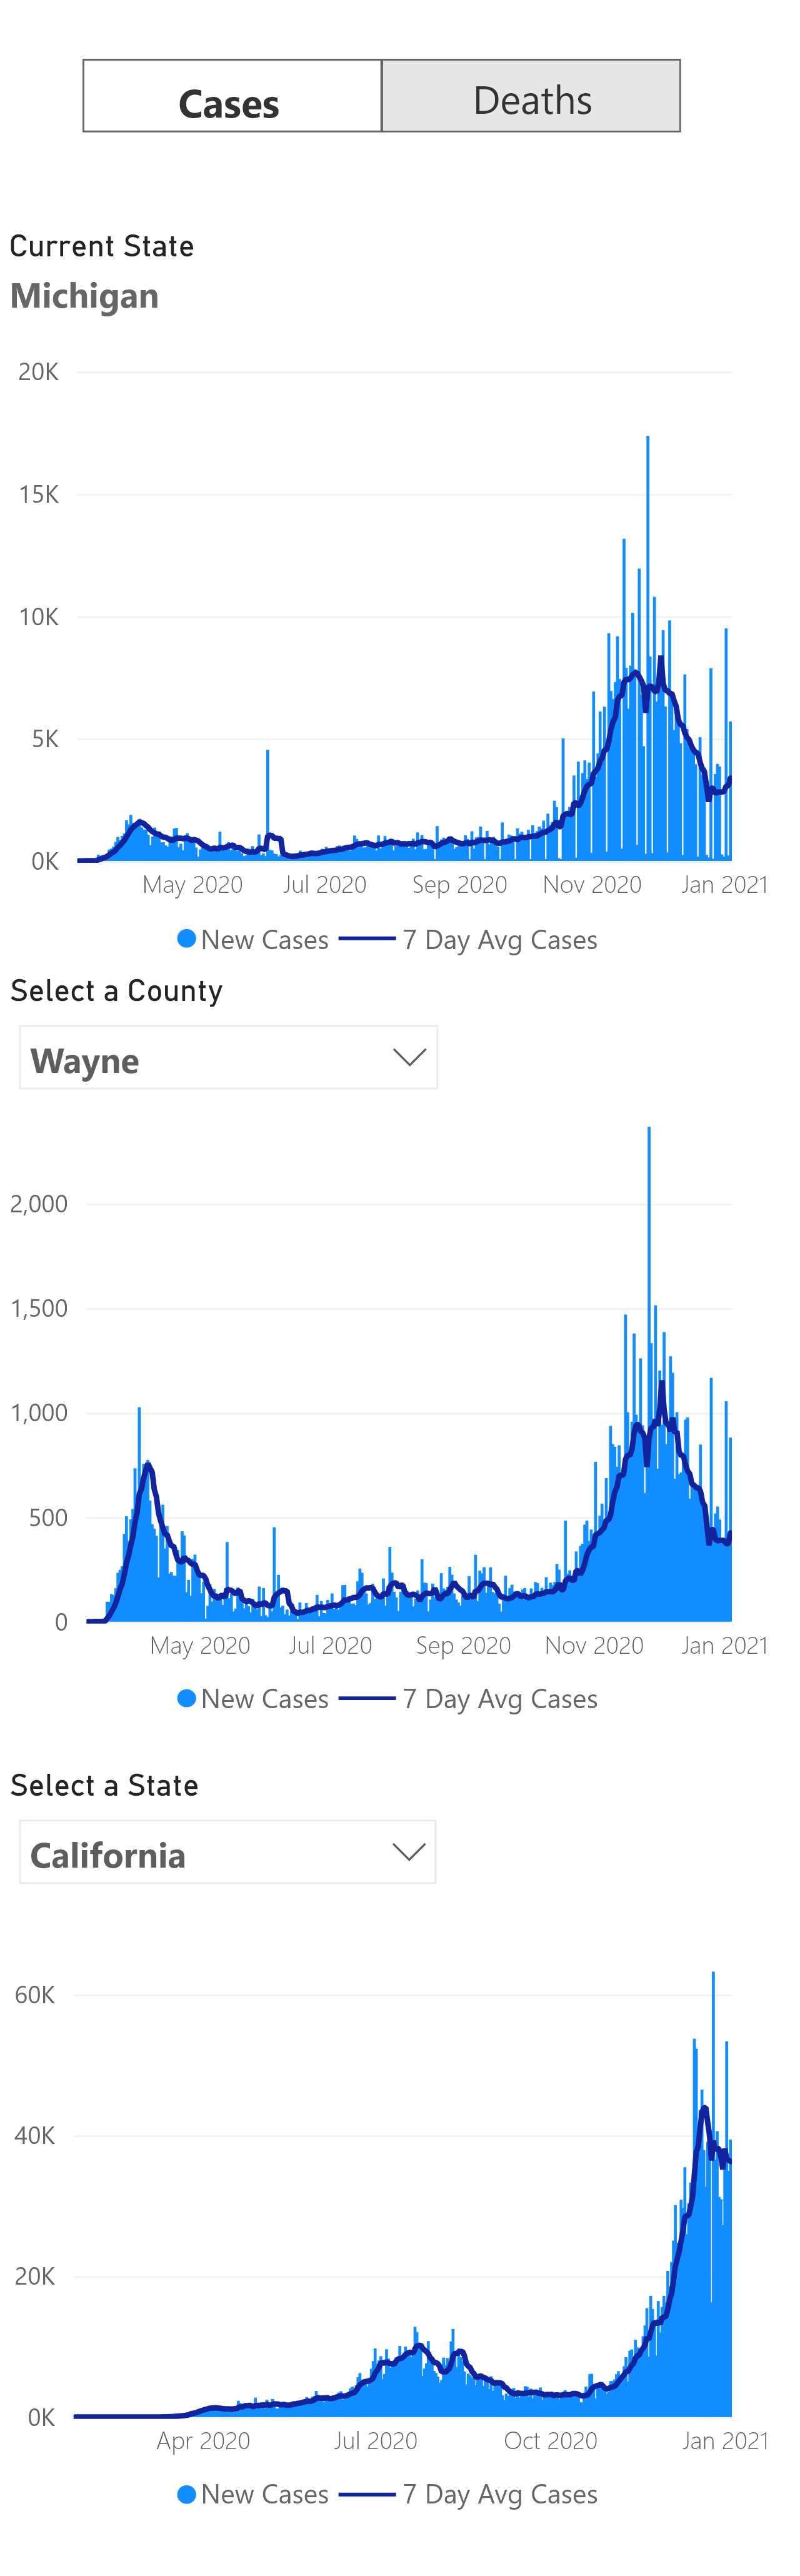 Cases Deaths
Current State
Michigan
20K
15K
10K
5K
0K
May 2020 Jul 2020 Sep 2020 Nov 2020 Jan 2021
New Cases 7 Day Avg Cases
Select a County
Wayne
2,000
1,500
1,000
500
0
May 2020 Jul 2020 Sep 2020 Nov 2020 Jan 2021
New Cases 7 Day Avg Cases
Select a State
California
60K
40K
20K
0K
Apr 2020 Jul 2020 Oct 2020 Jan 2021
New Cases 7 Day Avg Cases